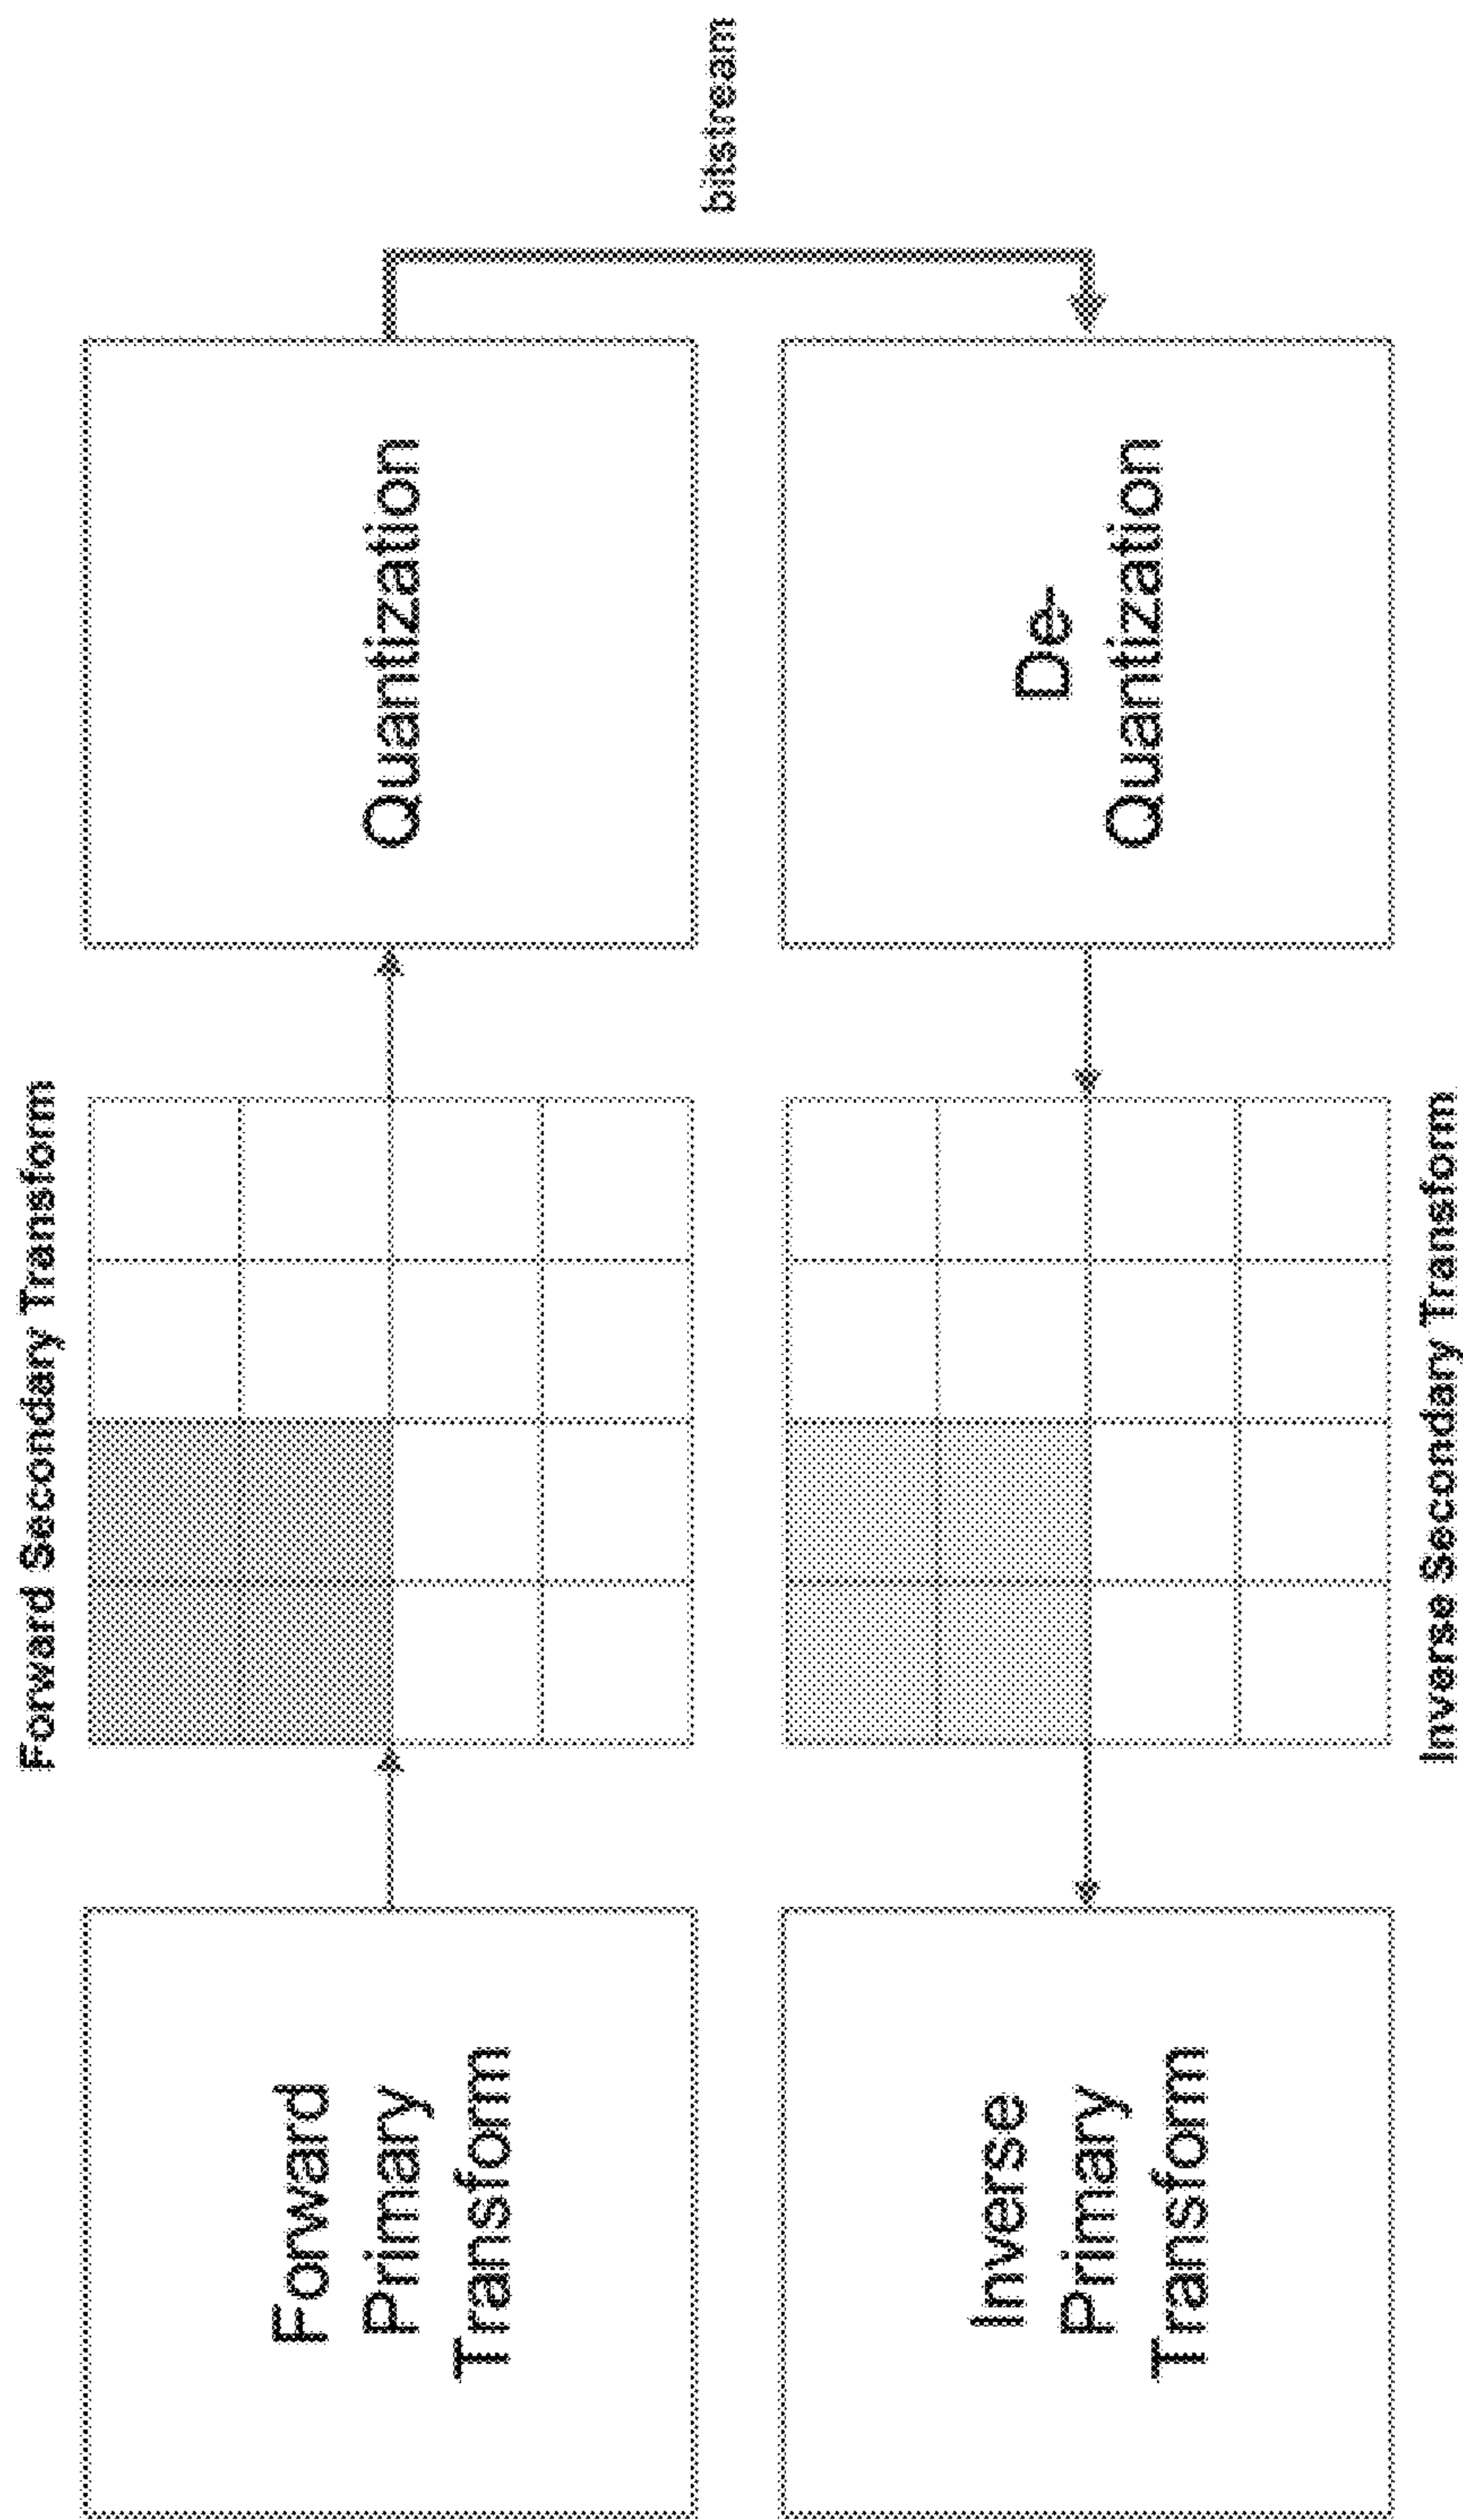 Forward Secondary Transform
Forward
Primary
Transform
Quantization
bitstream
Inverse
Primary
Transform
De-
Quantization
Inverse Secondary Transform